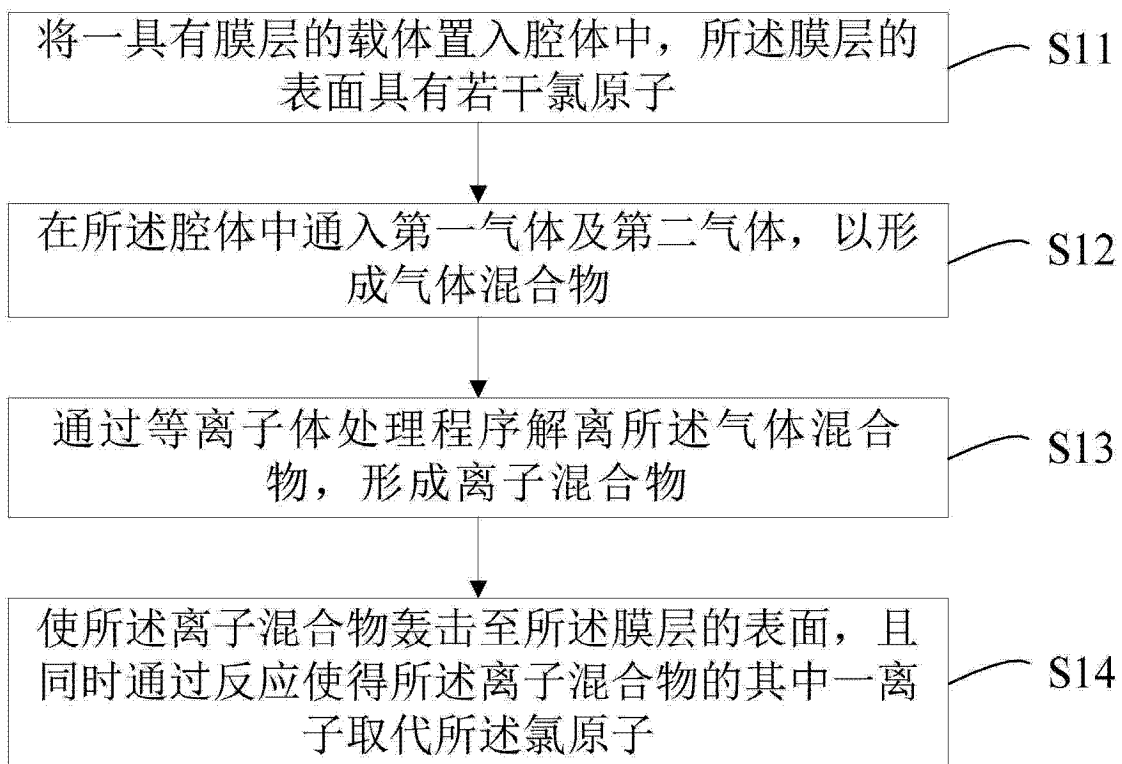 将一具有膜层的载体置入腔体中，所述膜层的
表面具有若干氯原子
S11
在所述腔体中通入第一气体及第二气体，以形
成气体混合物
S12
通过等离子体处理程序解离所述气体混合
物，形成离子混合物
S13
使所述离子混合物轰击至所述膜层的表面，且
同时通过反应使得所述离子混合物的其中一离
子取代所述氯原子
S14